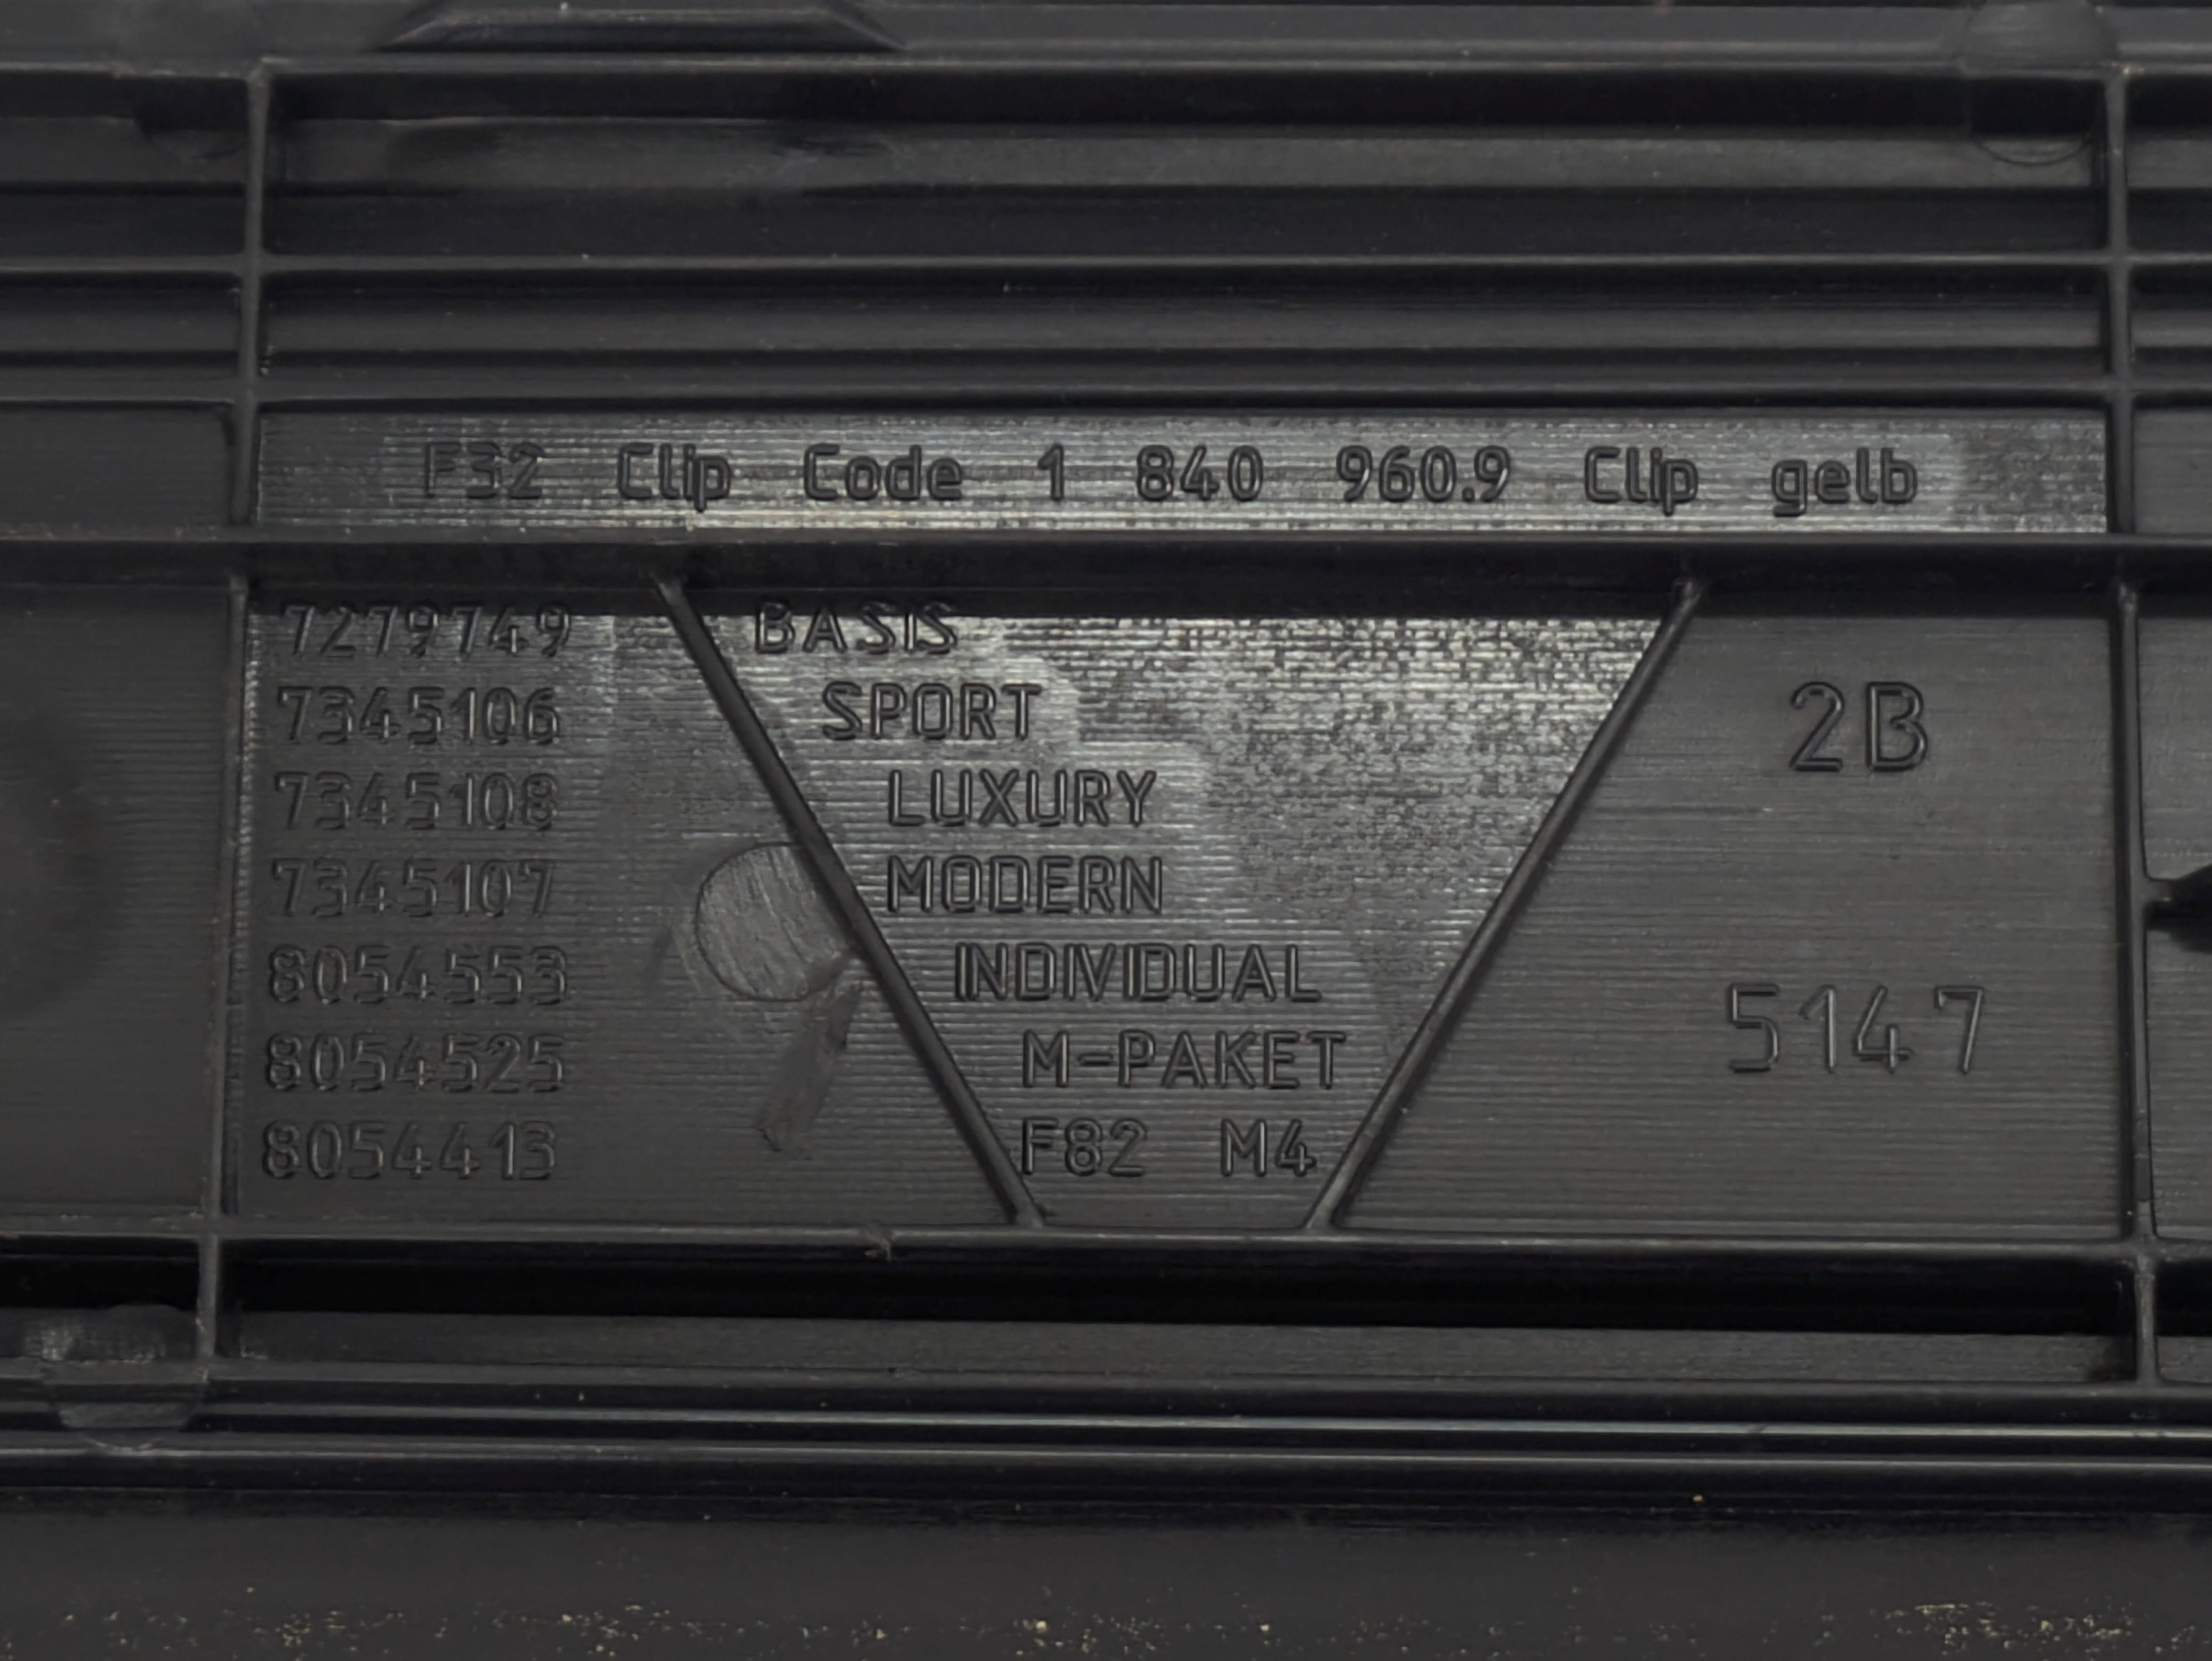 F32 Clip Code 1 840 960.9 Clip gelb
7279749 BASIS
7345106 SPORT
7345108 LUXURY
7345107 MODERN
8054553 INDIVIDUAL
8054525 M-PAKET
8054413 F82 M4
2B
5147